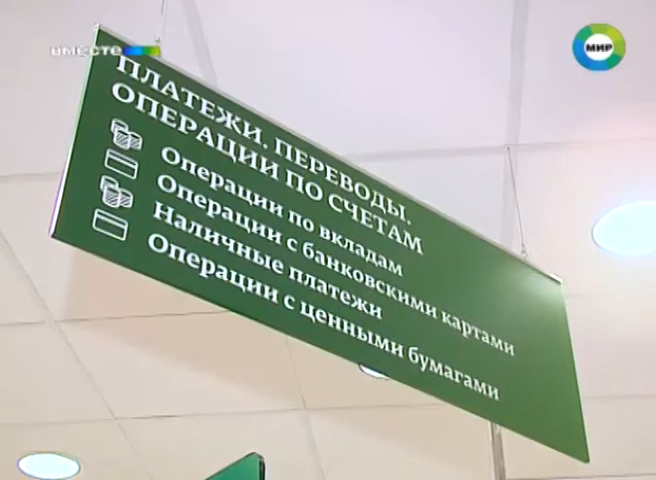 вместе
МИР
ПЛАТЕЖИ. ПЕРЕВОДЫ.
ОПЕРАЦИИ ПО СЧЕТАМ
Операции по вкладам
Операции с банковскими картами
Наличные платежи
Операции с ценными бумагами